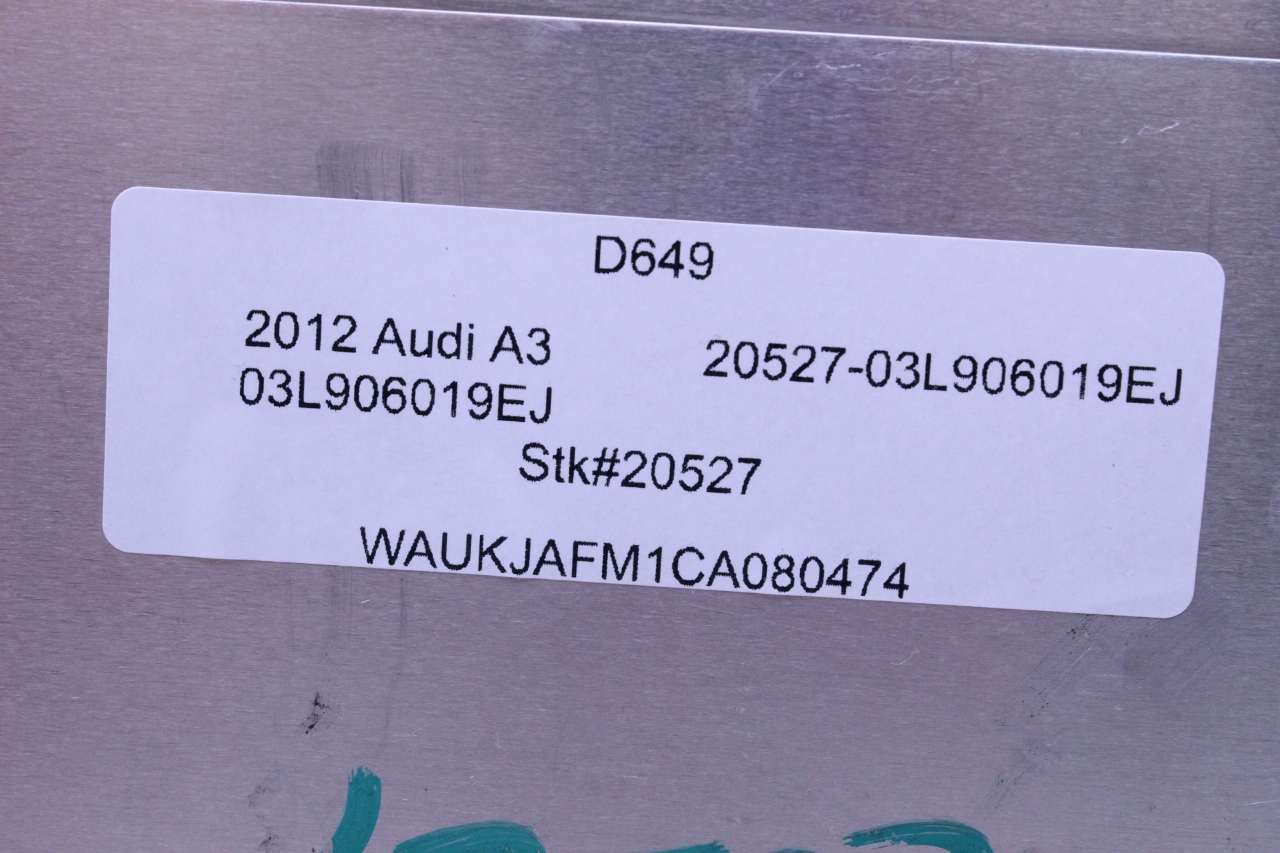 D649
2012 Audi A3
03L906019EJ
20527-03L906019EJ
Stk#20527
WAUKJAFM1CA080474